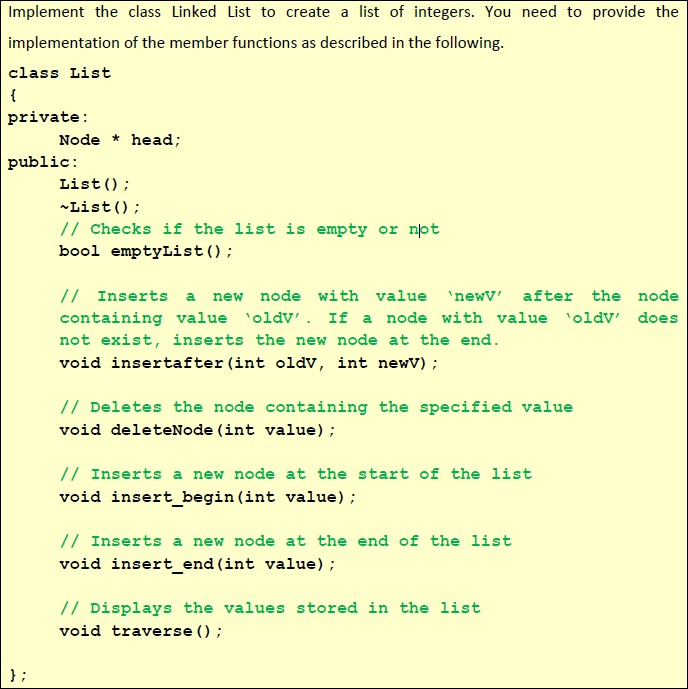 Implement the class Linked List to create a list of integers. You need to provide the
implementation of the member functions as described in the following.
class List
{
private:
Node * head;
public:
List();
~List();
// Checks if the list is empty or not
bool emptyList();
// Inserts a new node with value ‘newV’ after the node
containing value ‘oldV’. If a node with value ‘oldV’ does
not exist, inserts the new node at the end.
void insertafter(int oldV, int newV);
// Deletes the node containing the specified value
void deleteNode(int value);
// Inserts a new node at the start of the list
void insert_begin(int value);
// Inserts a new node at the end of the list
void insert_end(int value);
// Displays the values stored in the list
void traverse();
};